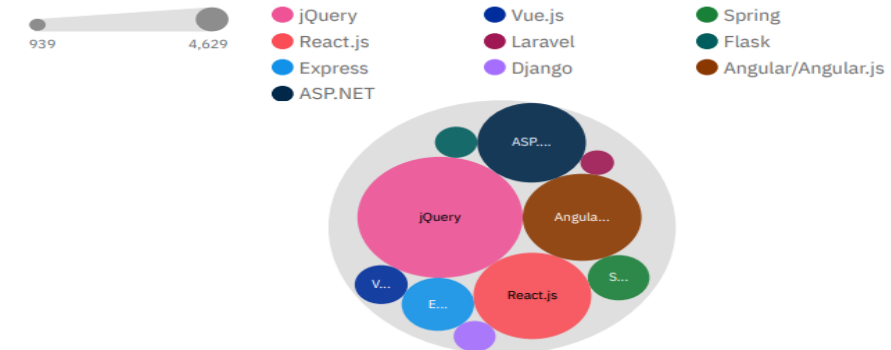 939 4,629
jQuery Vue.js Spring
React.js Laravel Flask
Express Django Angular/Angular.js
ASP.NET
ASP....
jQuery Angula...
V... S...
E... React.js